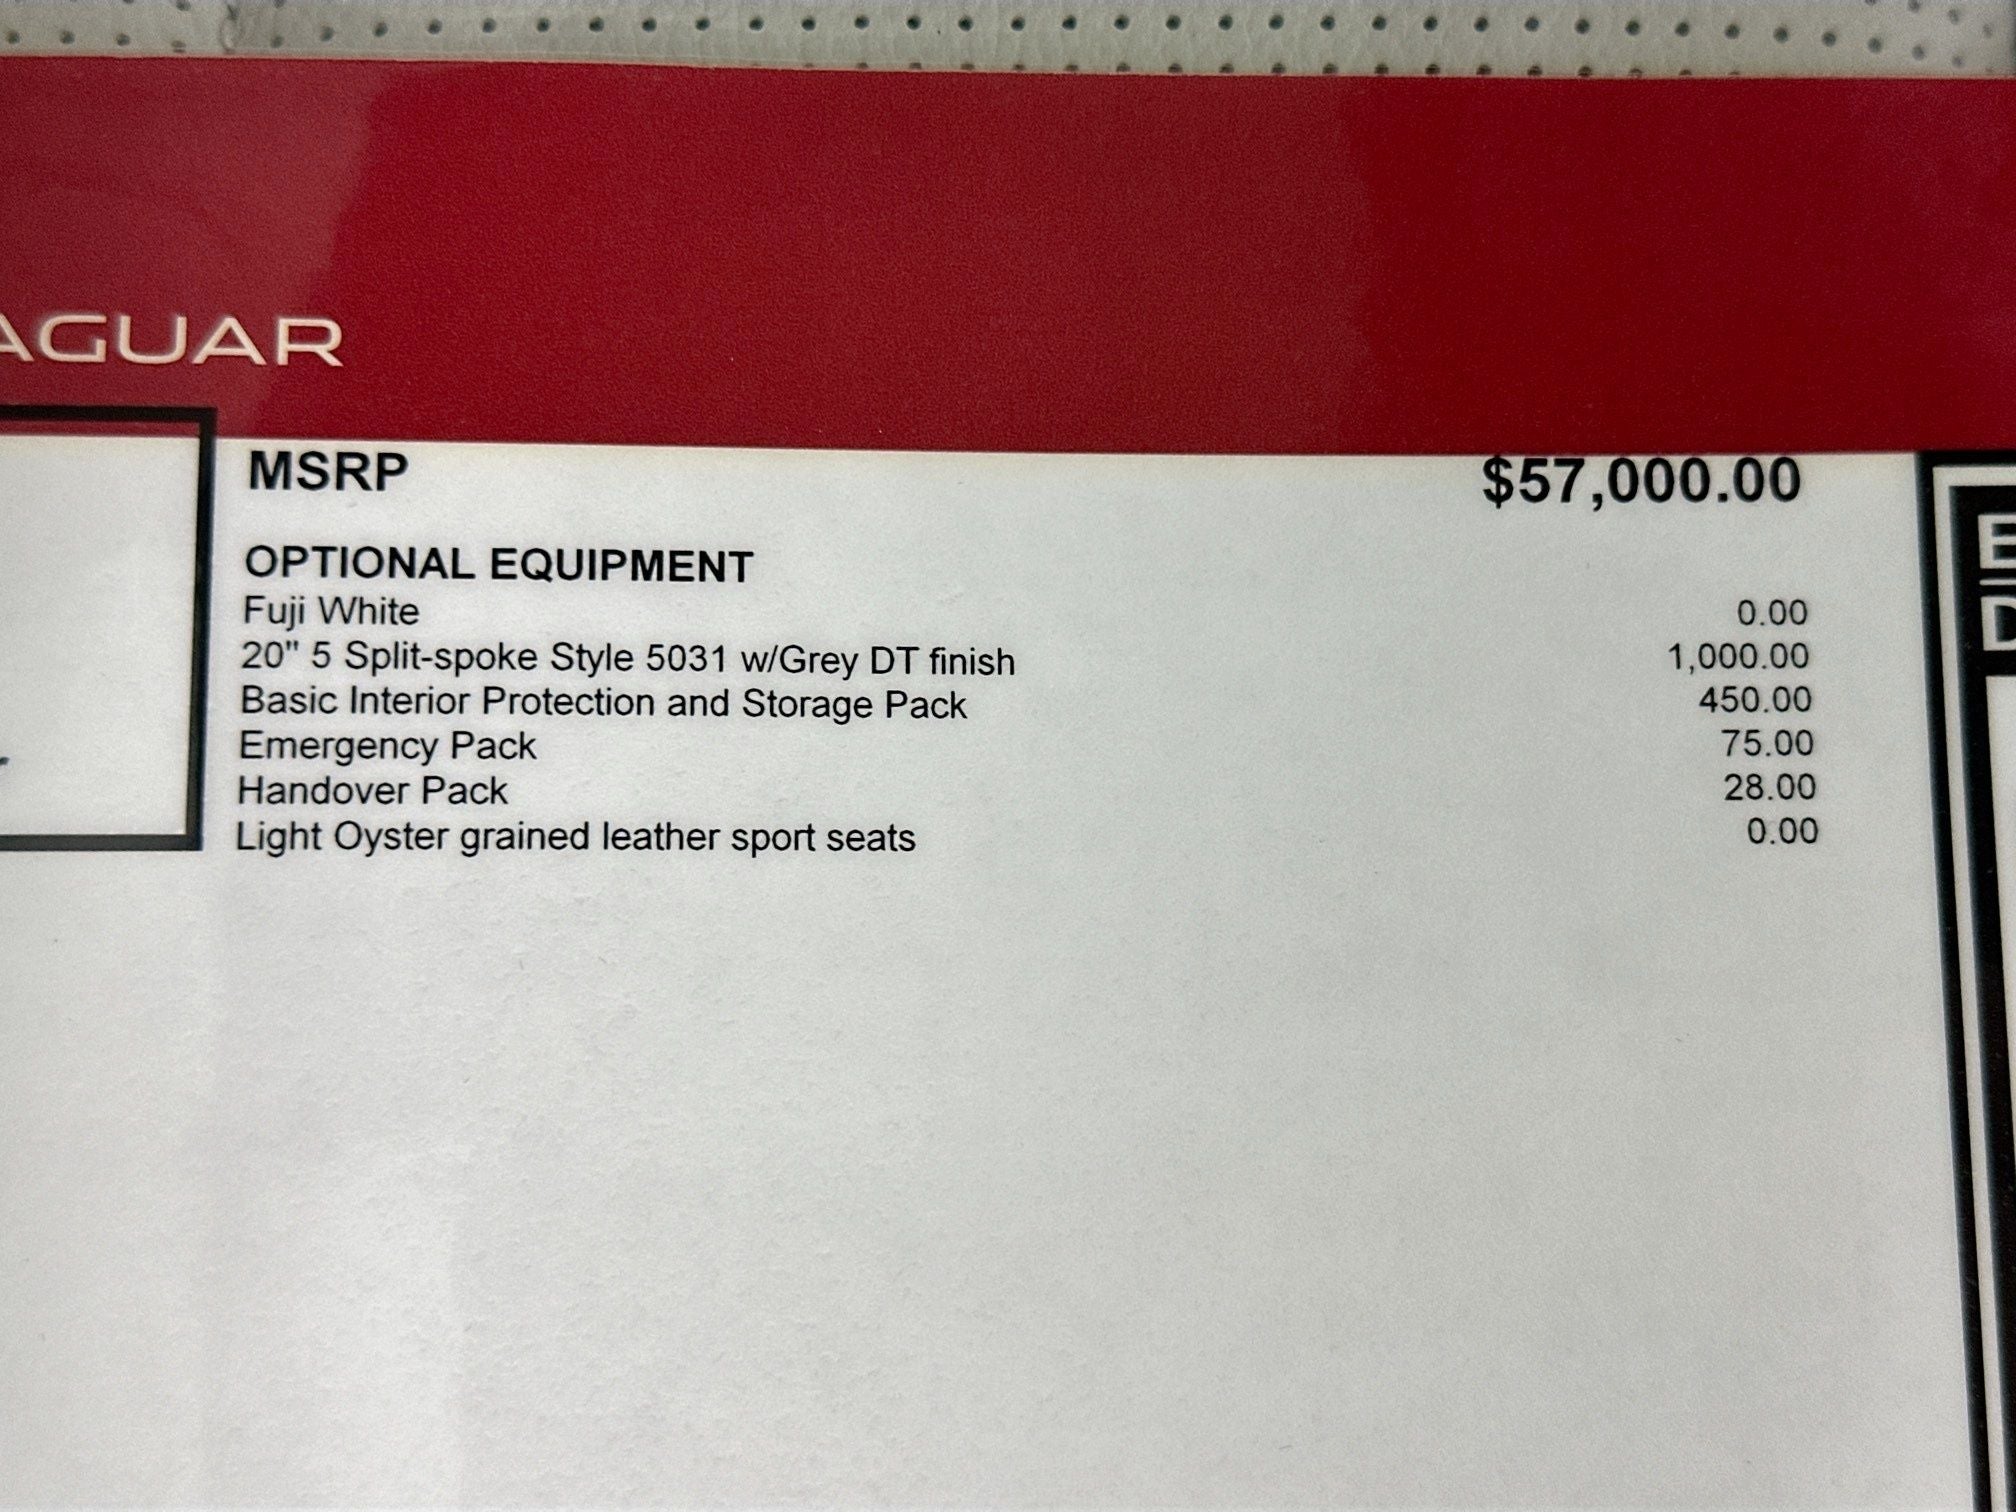 AGUAR
MSRP $57,000.00
OPTIONAL EQUIPMENT
Fuji White 0.00
20" 5 Split-spoke Style 5031 w/Grey DT finish 1,000.00
Basic Interior Protection and Storage Pack 450.00
Emergency Pack 75.00
Handover Pack 28.00
Light Oyster grained leather sport seats 0.00